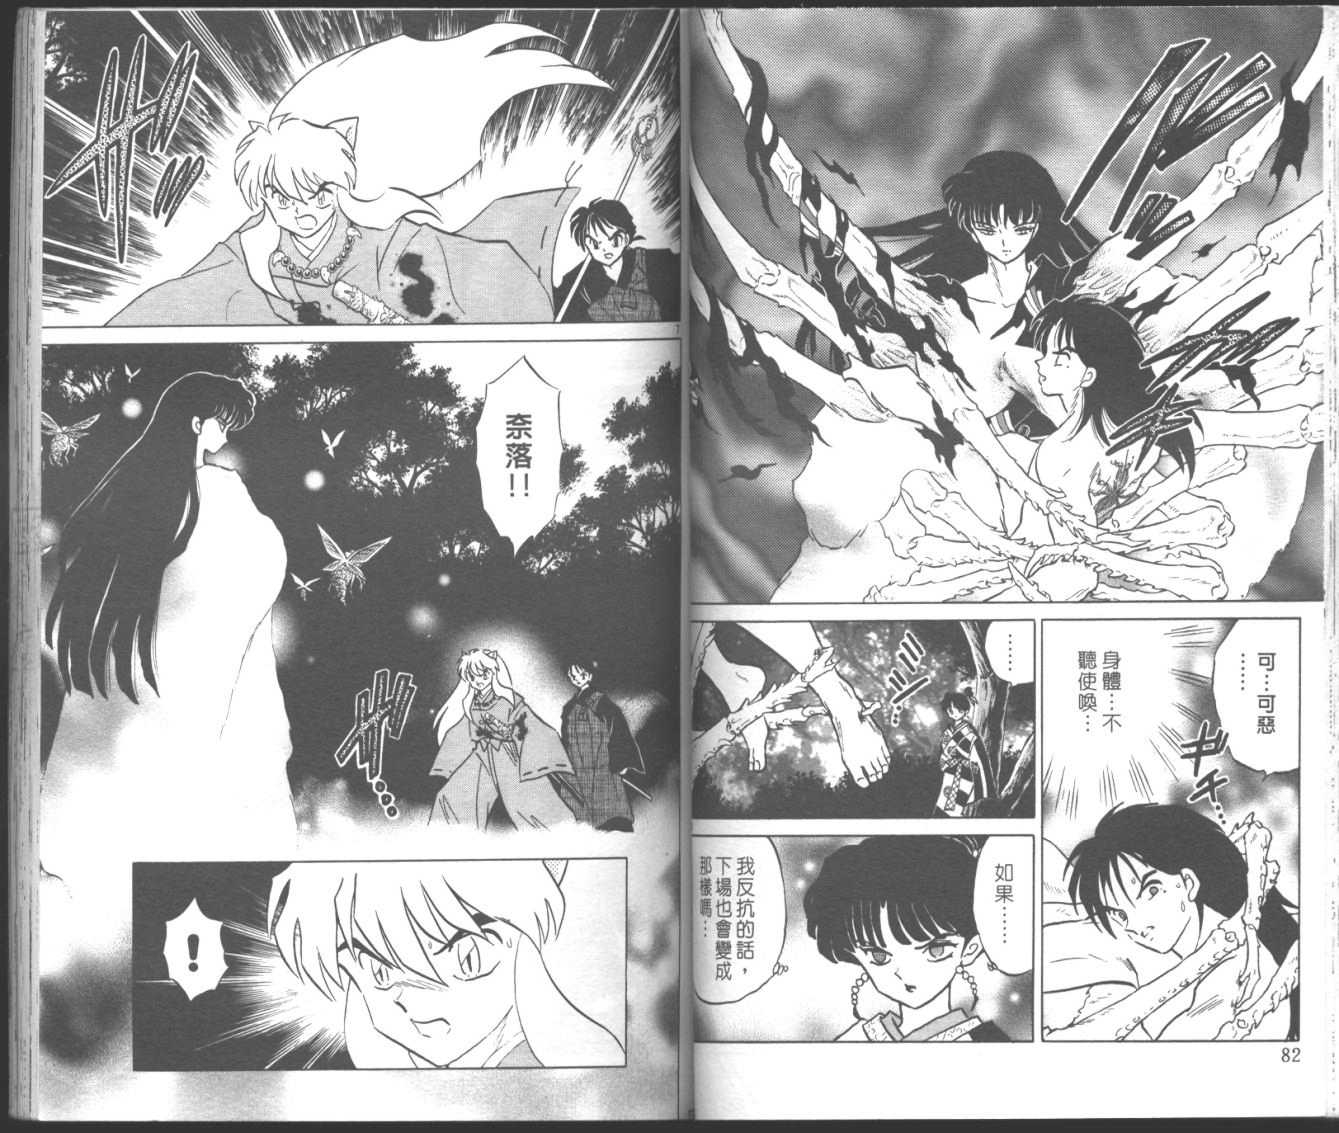 可…可惡
……
身體…不
聽使喚…
……
如果……
我反抗的話，
下場也會變成
那樣嗎…
82
奈落!!
!